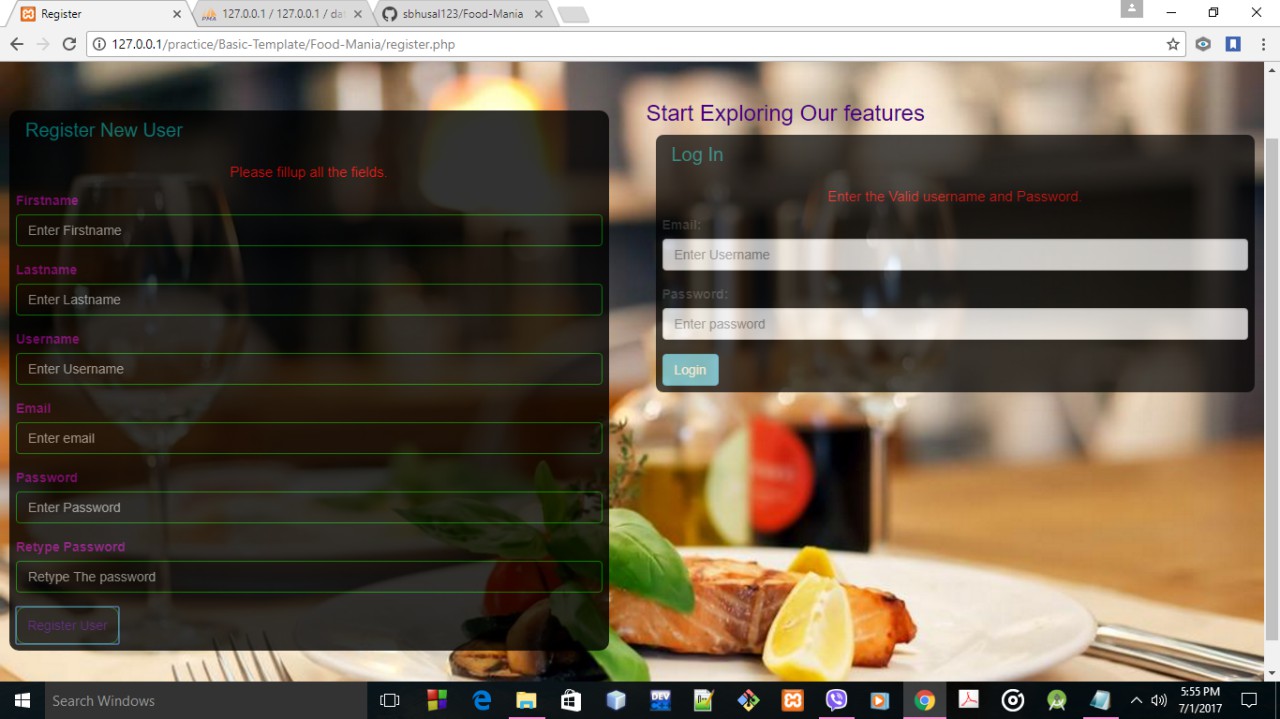 Register
127.0.0.1 / 127.0.0.1 / dat
sbhusal123/Food-Mania
127.0.0.1/practice/Basic-Template/Food-Mania/register.php
Register New User
Please fillup all the fields.
Firstname
Enter Firstname
Lastname
Enter Lastname
Username
Enter Username
Email
Enter email
Password
Enter Password
Retype Password
Retype The password
Register User
Start Exploring Our features
Log In
Enter the Valid username and Password.
Email:
Enter Username
Password:
Enter password
Login
Search Windows
DEV
5:55 PM
7/1/2017